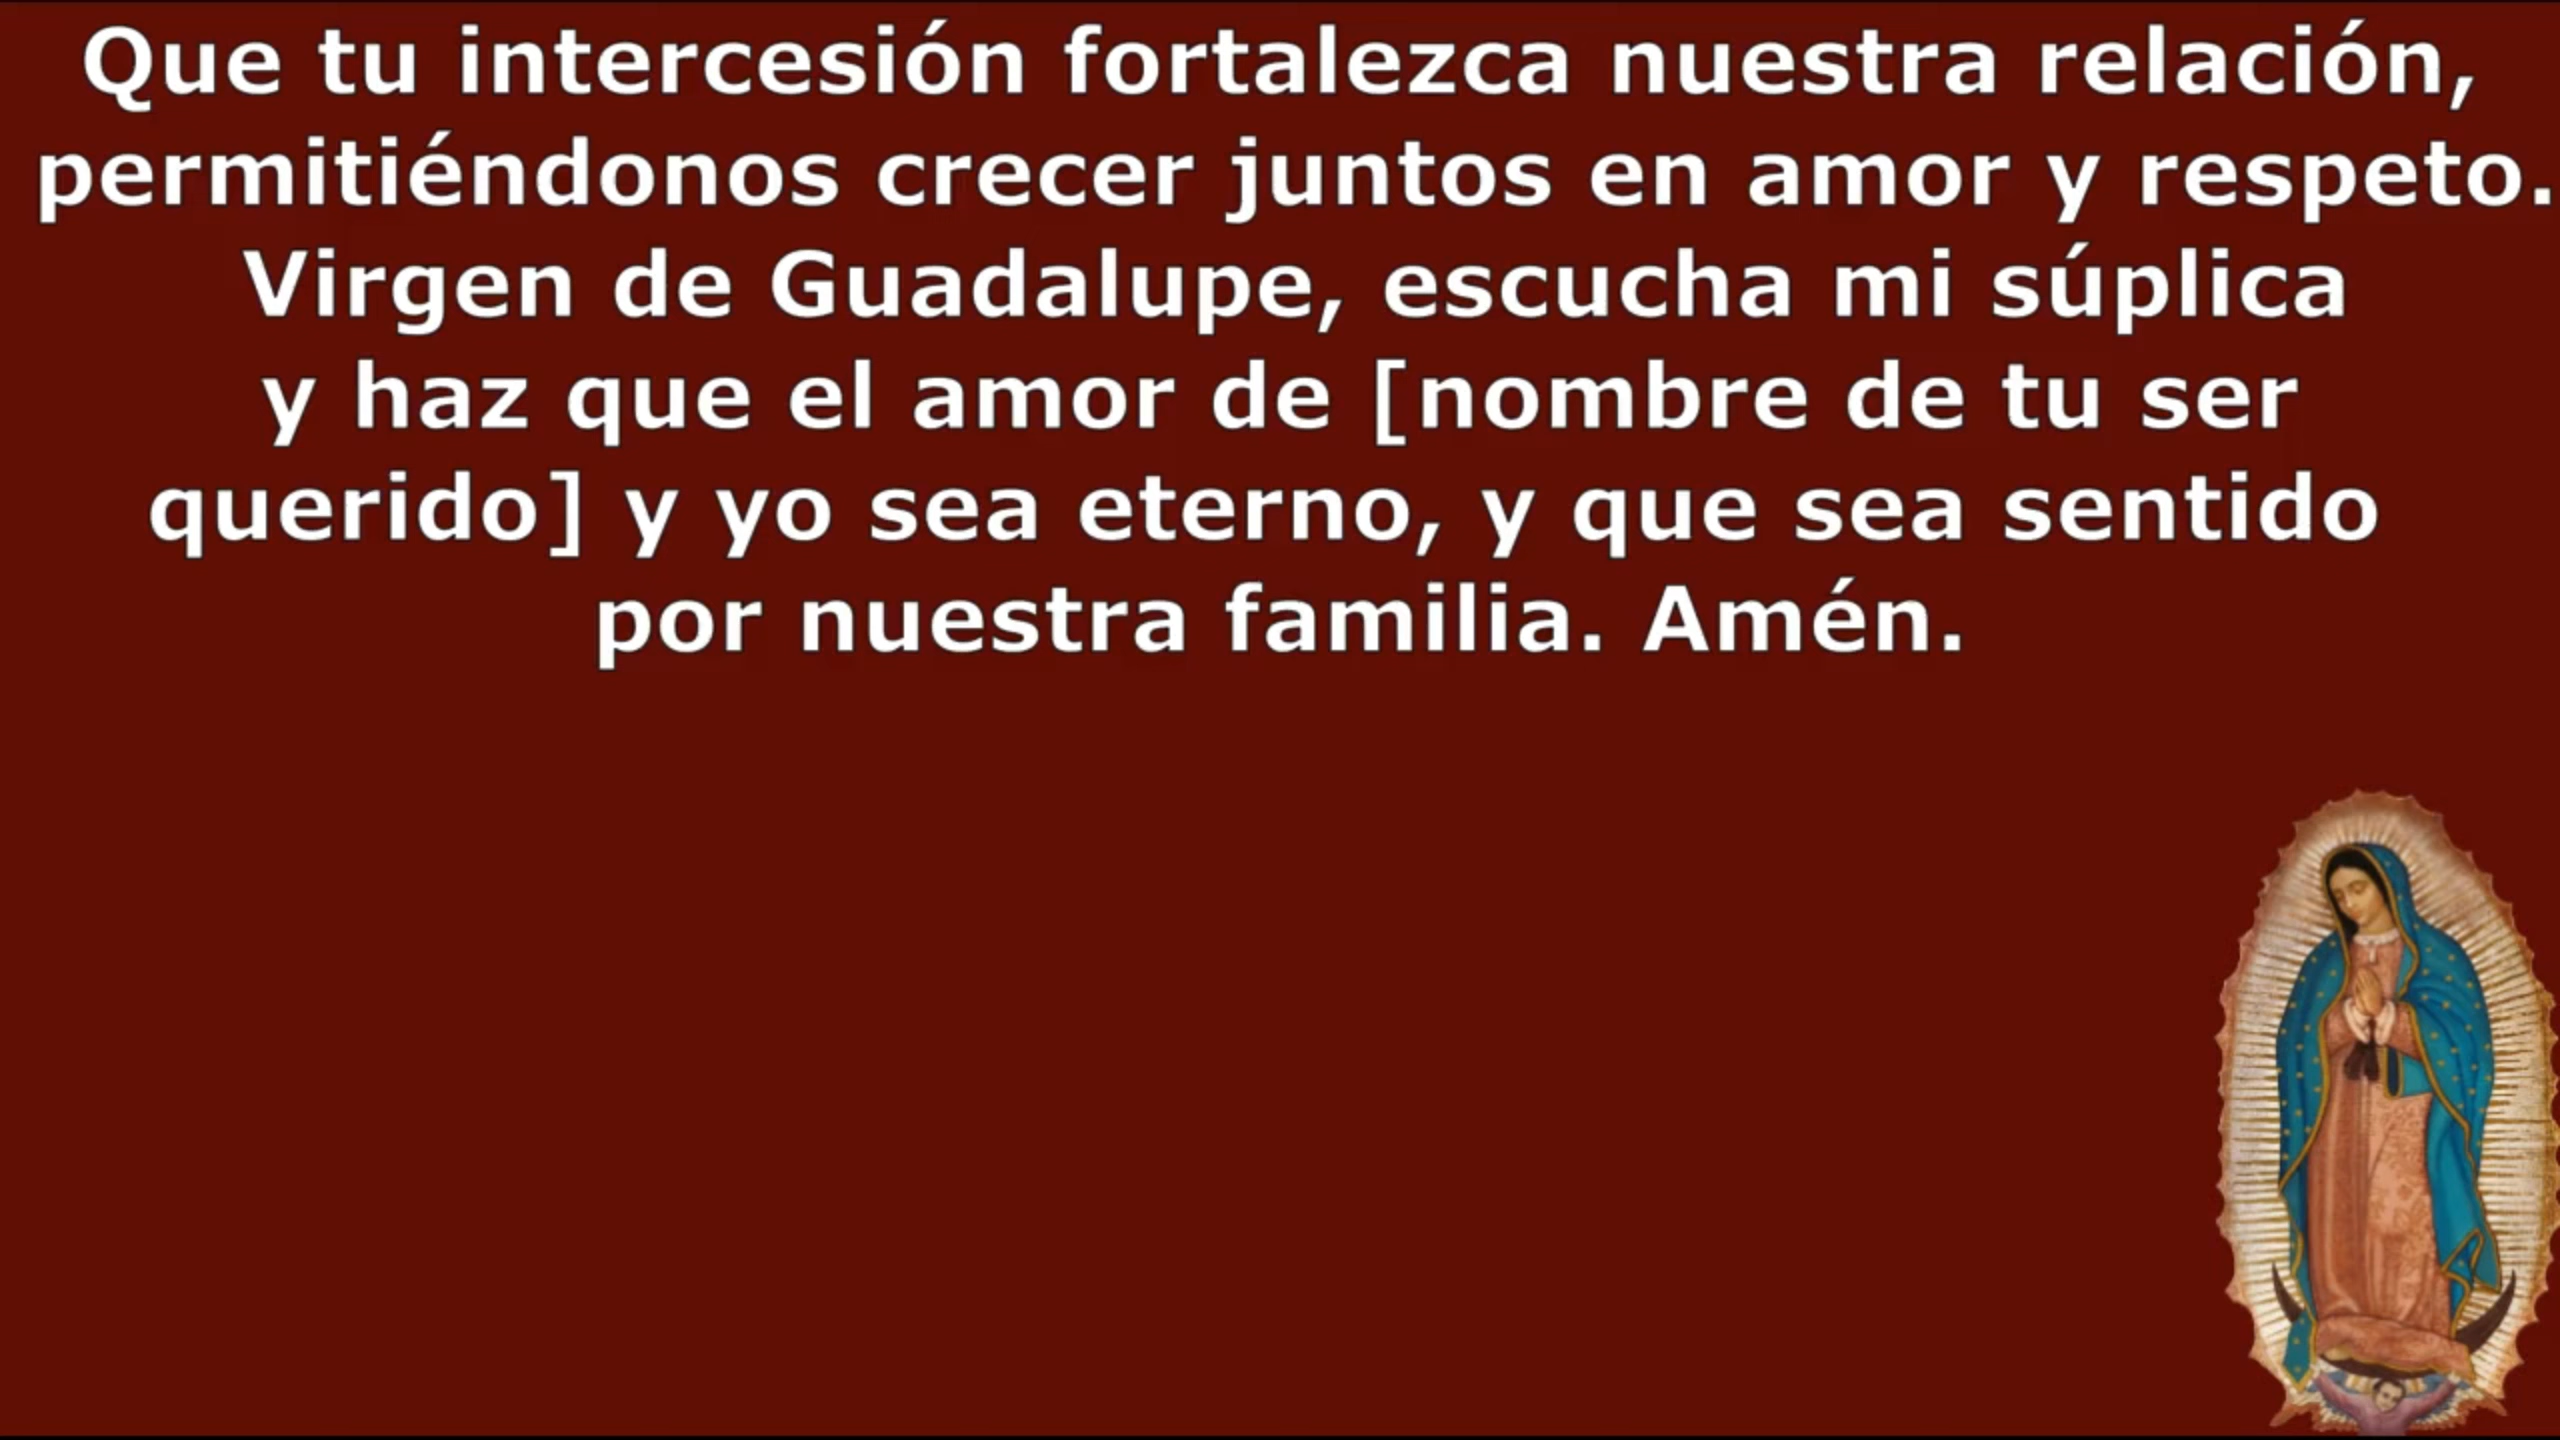 Que tu intercesión fortalezca nuestra relación,
permitiéndonos crecer juntos en amor y respeto.
Virgen de Guadalupe, escucha mi súplica
y haz que el amor de [nombre de tu ser
querido] y yo sea eterno, y que sea sentido
por nuestra familia. Amén.